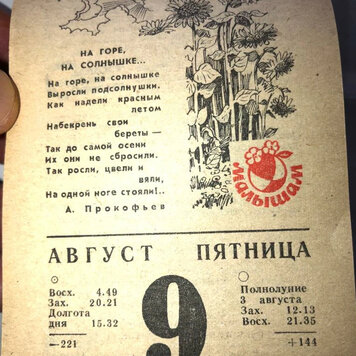 НА ГОРЕ,
НА СОЛНЫШКЕ...
На горе, на солнышке
Выросли подсолнушки.
Как надели красным
летом
Набекрень свои
береты —
Так до самой осени
Их они не сбросили.
Так росли, цвели и
вяли,
На одной ноге стояли!..
А. Прокофьев
МАЛЫШАМ
АВГУСТ ПЯТНИЦА
Восх. 4.49
Зах. 20.21
Долгота
дня 15.32
—221
9
Полнолуние
3 августа
Зах. 12.13
Восх. 21.35
+144